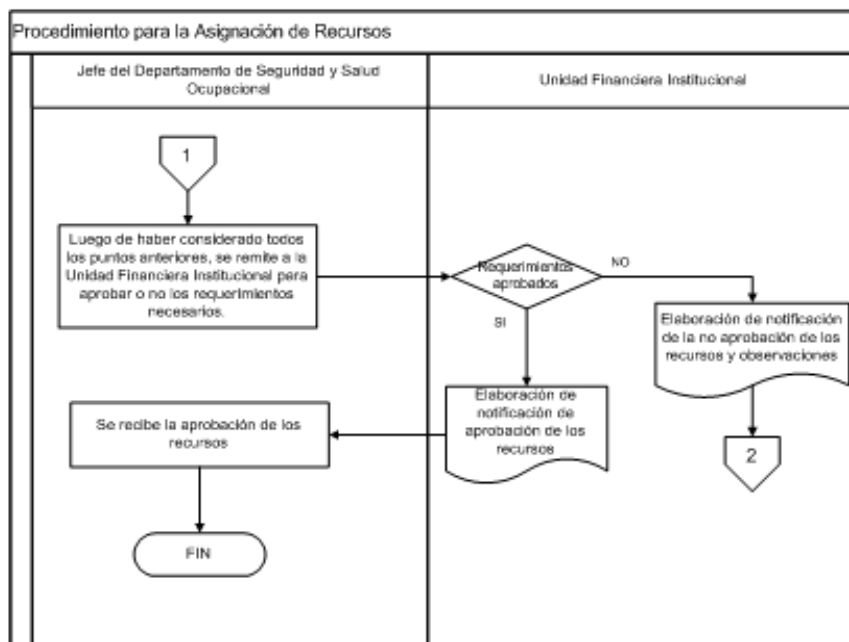 Procedimiento para la Asignación de Recursos
Jefe del Departamento de Seguridad y Salud
Ocupacional
Unidad Financiera Institucional
1
Luego de haber considerado todos
los puntos anteriores, se remite a la
Unidad Financiera Institucional para
aprobar o no los requerimientos
necesarios.
Requerimientos
aprobados
NO
SI
Elaboración de notificación
de la no aprobación de los
recursos y observaciones
Elaboración de
notificación de
aprobación de los
recursos
Se recibe la aprobación de los
recursos
2
FIN